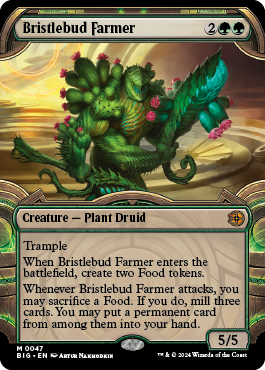 Bristlebud Farmer 2
Creature — Plant Druid
Trample
When Bristlebud Farmer enters the
battlefield, create two Food tokens.
Whenever Bristlebud Farmer attacks, you
may sacrifice a Food. If you do, mill three
cards. You may put a permanent card
from among them into your hand.
5/5
M 0047
BIG • EN Artur Nakhodkin
™ & © 2024 Wizards of the Coast